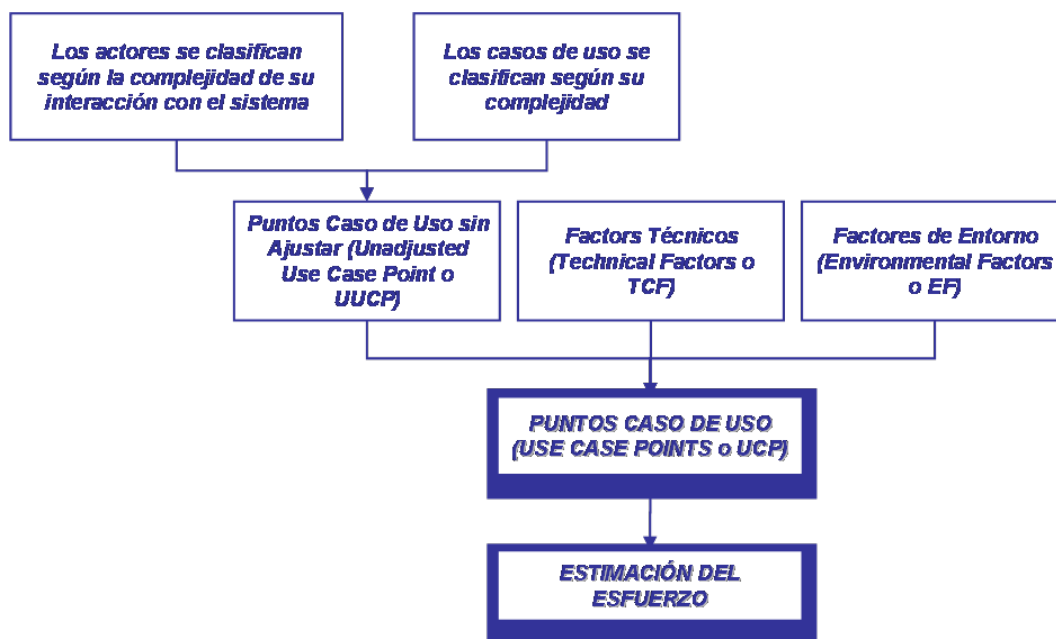 Los actores se clasifican
según la complejidad de su
interacción con el sistema
Los casos de uso se
clasifican según su
complejidad
Puntos Caso de Uso sin
Ajustar (Unadjusted
Use Case Point o
UUCP)
Factors Técnicos
(Technical Factors o
TCF)
Factores de Entorno
(Environmental Factors
o EF)
PUNTOS CASO DE USO
(USE CASE POINTS o UCP)
ESTIMACIÓN DEL
ESFUERZO